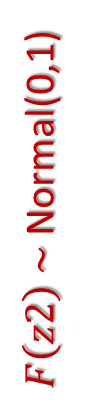 F(z2) ~ Normal(0,1)